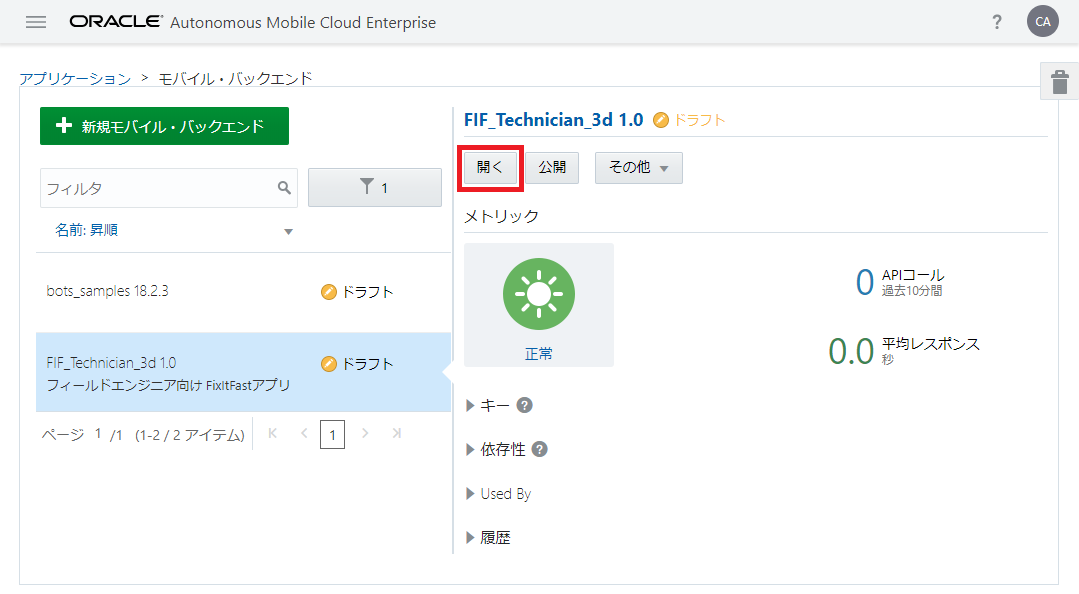 ORACLE® Autonomous Mobile Cloud Enterprise
?
CA
アプリケーション > モバイル・バックエンド
+ 新規モバイル・バックエンド
フィルタ
1
名前: 昇順
bots_samples 18.2.3
ドラフト
FIF_Technician_3d 1.0
ドラフト
フィールドエンジニア向け FixItFastアプリ
ページ 1 /1 (1-2 / 2 アイテム)
1
FIF_Technician_3d 1.0 ドラフト
開く
公開
その他
メトリック
正常
0 APIコール
過去10分間
0.0 平均レスポンス
秒
キー ?
依存性 ?
Used By
履歴